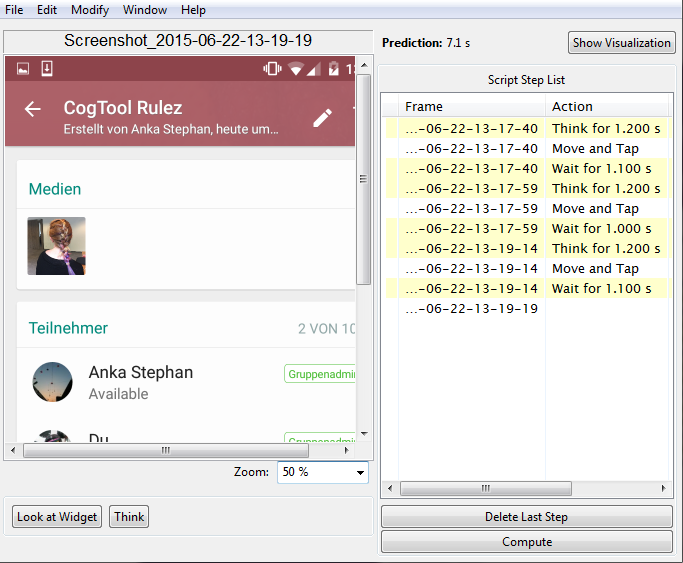 File Edit Modify Window Help
Screenshot_2015-06-22-13-19-19
CogTool Rulez
Erstellt von Anka Stephan, heute um...
Medien
Teilnehmer 2 VON 10
Anka Stephan Gruppenadmin
Available
Du Gruppenadmin
Zoom: 50 %
Look at Widget Think
Prediction: 7.1 s Show Visualization
Script Step List
Frame Action
...-06-22-13-17-40 Think for 1.200 s
...-06-22-13-17-40 Move and Tap
...-06-22-13-17-40 Wait for 1.100 s
...-06-22-13-17-59 Think for 1.200 s
...-06-22-13-17-59 Move and Tap
...-06-22-13-17-59 Wait for 1.000 s
...-06-22-13-19-14 Think for 1.200 s
...-06-22-13-19-14 Move and Tap
...-06-22-13-19-14 Wait for 1.100 s
...-06-22-13-19-19
Delete Last Step
Compute